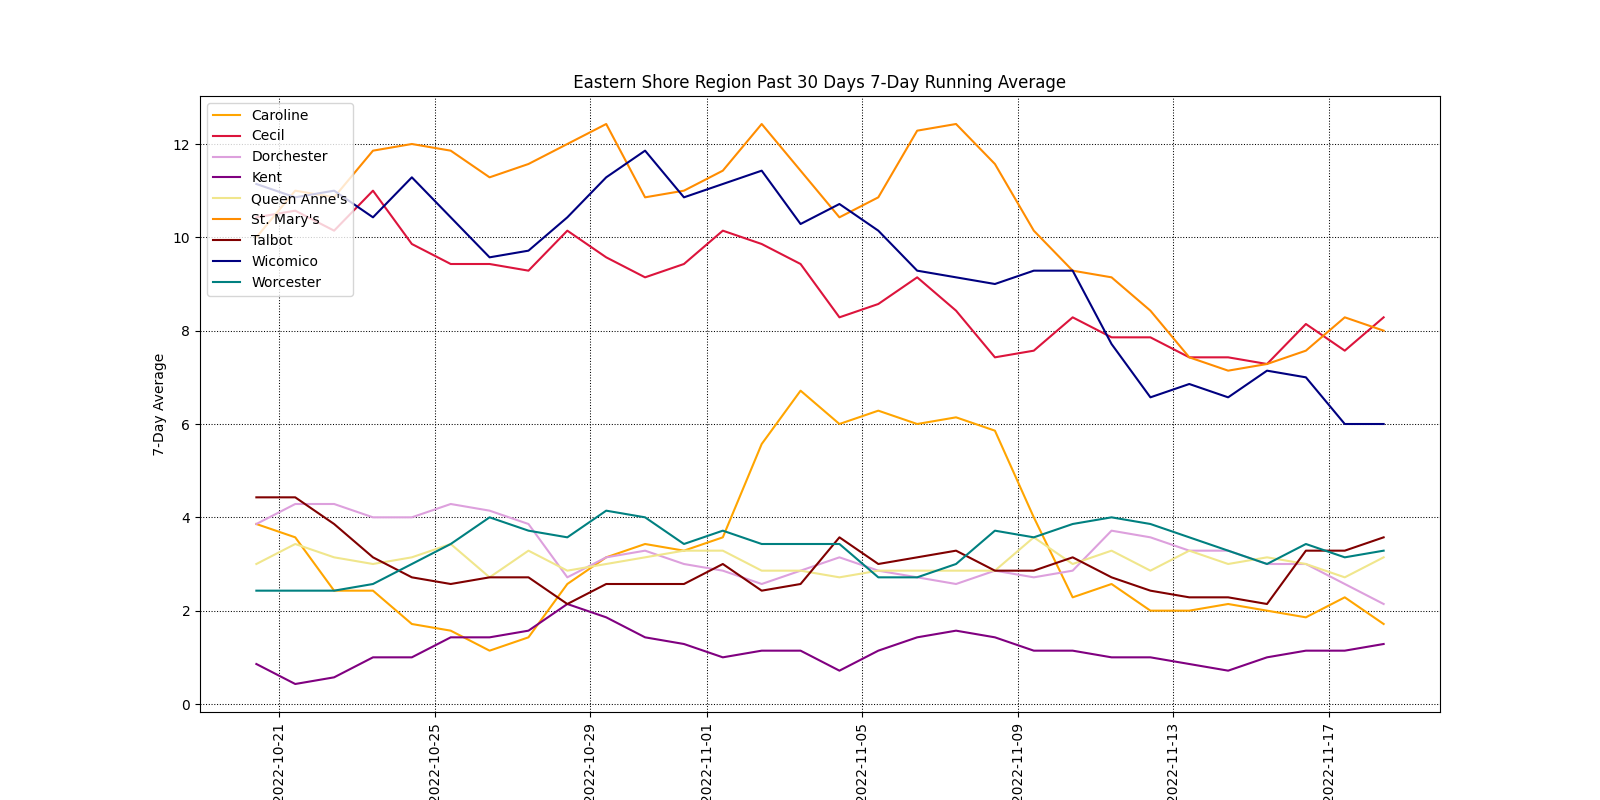 Eastern Shore Region Past 30 Days 7-Day Running Average
Caroline
Cecil
Dorchester
Kent
Queen Anne's
St. Mary's
Talbot
Wicomico
Worcester
12
10
8
6
4
2
0
7-Day Average
2022-10-21
2022-10-25
2022-10-29
2022-11-01
2022-11-05
2022-11-09
2022-11-13
2022-11-17